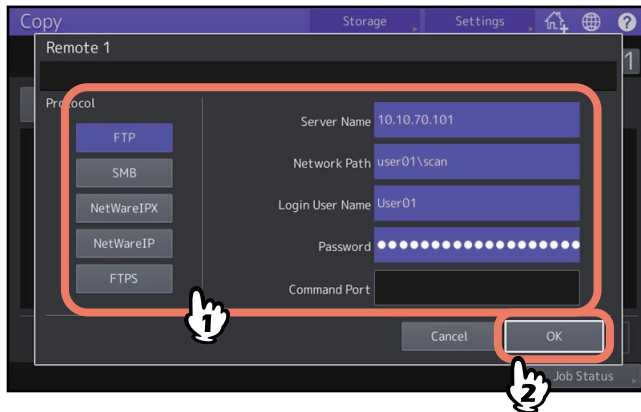 Copy
Storage
Settings
?
Remote 1
1
Protocol
FTP
SMB
NetWareIPX
NetWareIP
FTPS
Server Name 10.10.70.101
Network Path user01\scan
Login User Name User01
Password ●●●●●●●●●●●●●●●●●●●
Command Port
1
Cancel
OK
2
Job Status